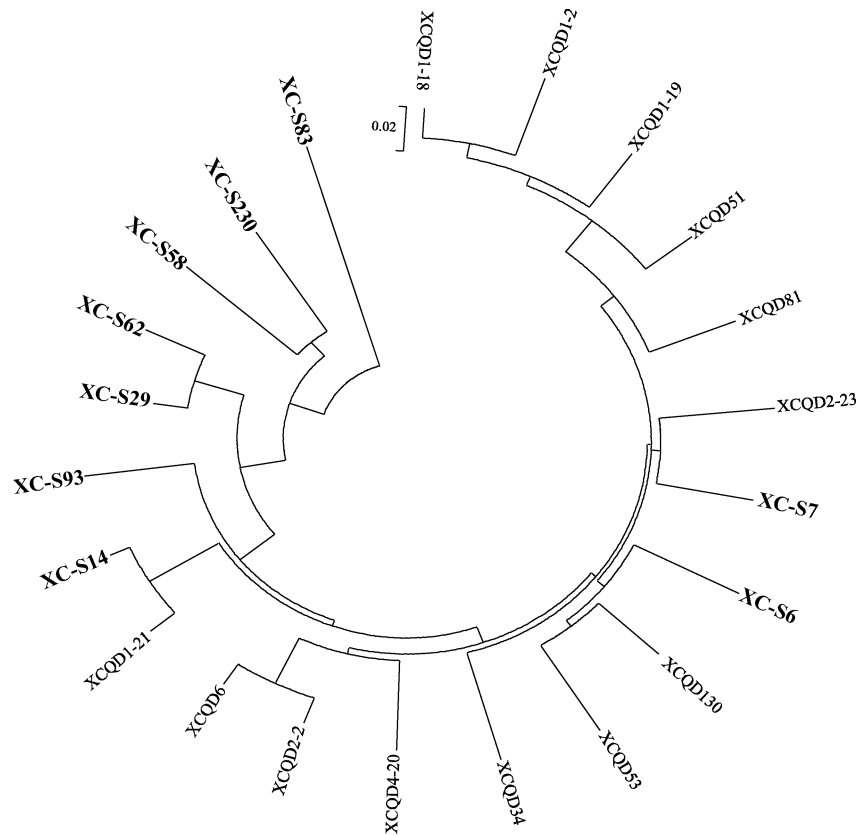 XCQD1-18
XCQD1-2
XCQD1-19
XCQD51
XCQD81
XCQD2-23
XC-S7
XC-S6
XCQD130
XCQD53
XCQD34
XCQD4-20
XCQD2-2
XCQD6
XCQD1-21
XC-S14
XC-S93
XC-S29
XC-S62
XC-S58
XC-S230
XC-S83
0.02